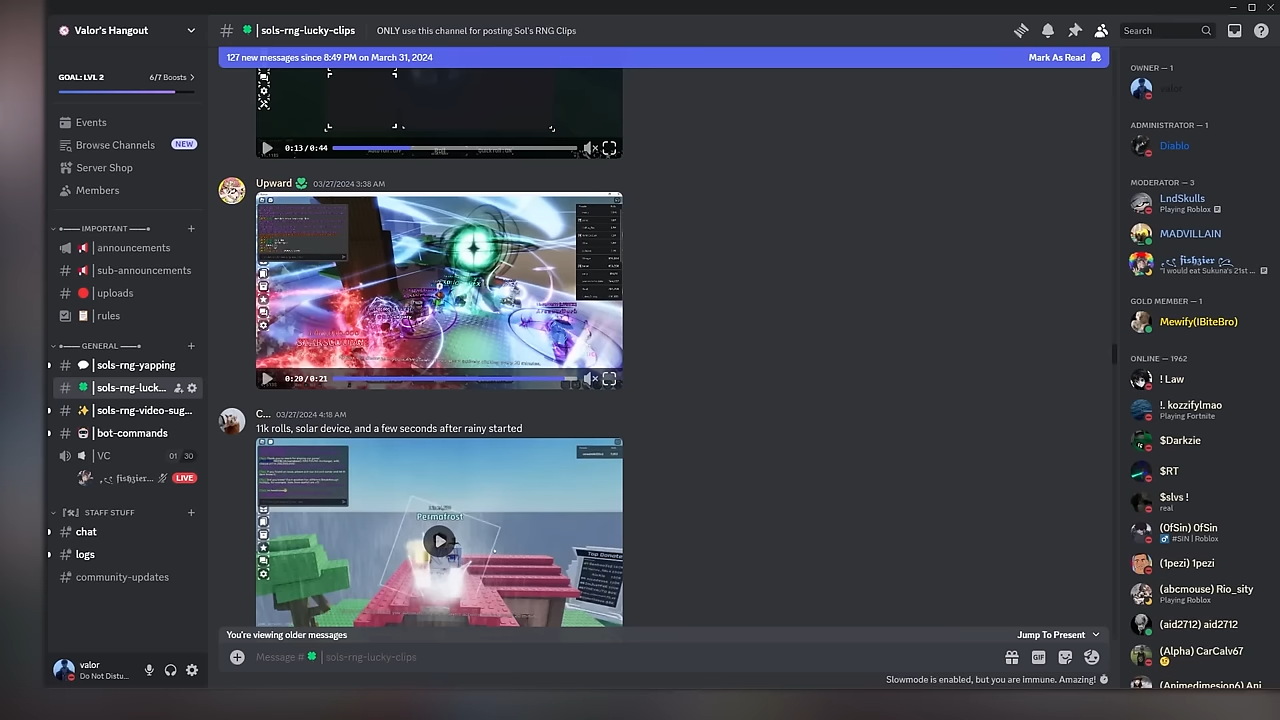 Valor's Hangout
GOAL: LVL 2
6/7 Boosts
Events
Browse Channels
NEW
Server Shop
Members
IMPORTANT
| announcements
| sub-announcements
| uploads
| rules
GENERAL
| sols-rng-yapping
| sols-rng-luck...
| sols-rng-video-sug...
| bot-commands
| VC
01 30
LIVE
STAFF STUFF
chat
logs
community-updates
valor
Do Not Distu...
# | sols-rng-lucky-clips
ONLY use this channel for posting Sol's RNG Clips
Search
127 new messages since 8:49 PM on March 31, 2024
Mark As Read
0:13/0:44
Upward 03/27/2024 3:38 AM
0:20/0:21
C... 03/27/2024 4:18 AM
11k rolls, solar device, and a few seconds after rainy started
Permafrost
Top Donate
You're viewing older messages
Jump To Present
Message # | sols-rng-lucky-clips
GIF
Slowmode is enabled, but you are immune. Amazing!
OWNER — 1
valor
ADMINISTRATOR — 1
Diablo
MODERATOR — 3
LndSkulls
Playing Roblox
MADVILLAIN
fishzier
"I would eat Sukuna's 21st ...
GOLD MEMBER — 1
Mewify(IBiteBro)
ONLINE — 1962
! Law
!. kozzifylmao
Playing Fortnite
$Darkzie
$RT
$slvs !
real
(0fSin) 0fSin
#SIN | Roblox
(1pezi) 1pezi
(abcmouse) Rio_sity
Playing Roblox
(aid2712) aid2712
(Alpha) CarCalv67
(Animedimesion6) Ani